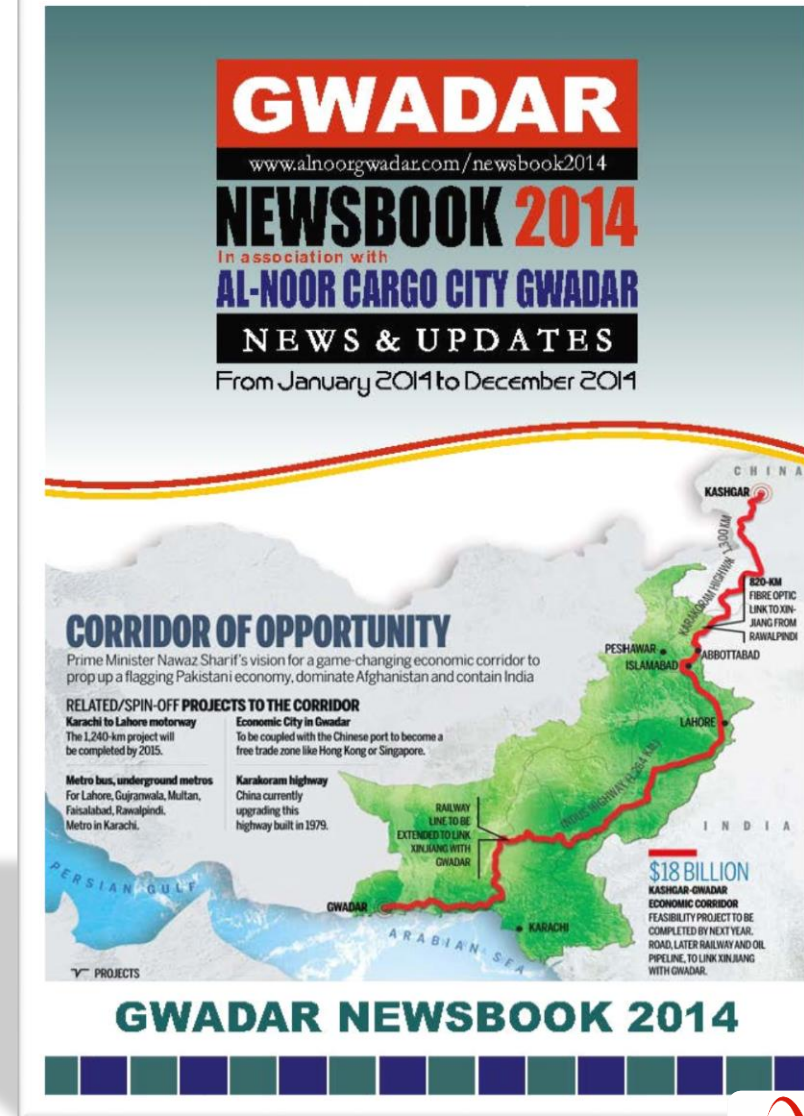 GWADAR
www.alnoorgwadar.com/newsbook2014
NEWSBOOK 2014
In association with
AL-NOOR CARGO CITY GWADAR
NEWS & UPDATES
From January 2014 to December 2014
CHINA
KASHGAR
KARAKORAM HIGHWAY 1,300 KM
820-KM
FIBRE OPTIC
LINK TO XIN-
JIANG FROM
RAWALPINDI
CORRIDOR OF OPPORTUNITY
Prime Minister Nawaz Sharif's vision for a game-changing economic corridor to
prop up a flagging Pakistani economy, dominate Afghanistan and contain India
PESHAWAR
ISLAMABAD
ABBOTTABAD
LAHORE
RELATED/SPIN-OFF PROJECTS TO THE CORRIDOR
Karachi to Lahore motorway
The 1,240-km project will
be completed by 2015.
Economic City in Gwadar
To be coupled with the Chinese port to become a
free trade zone like Hong Kong or Singapore.
Metro bus, underground metros
For Lahore, Gujranwala, Multan,
Faisalabad, Rawalpindi.
Metro in Karachi.
Karakoram highway
China currently
upgrading this
highway built in 1979.
RAILWAY
LINE TO BE
EXTENDED TO LINK
XINJIANG WITH
GWADAR
INDUS HIGHWAY
INDIA
PERSIAN GULF
GWADAR
KARACHI
ARABIAN SEA
$18 BILLION
KASHGAR-GWADAR
ECONOMIC CORRIDOR
FEASIBILITY PROJECT TO BE
COMPLETED BY NEXT YEAR.
ROAD, LATER RAILWAY AND OIL
PIPELINE, TO LINK XINJIANG
WITH GWADAR.
PROJECTS
GWADAR NEWSBOOK 2014